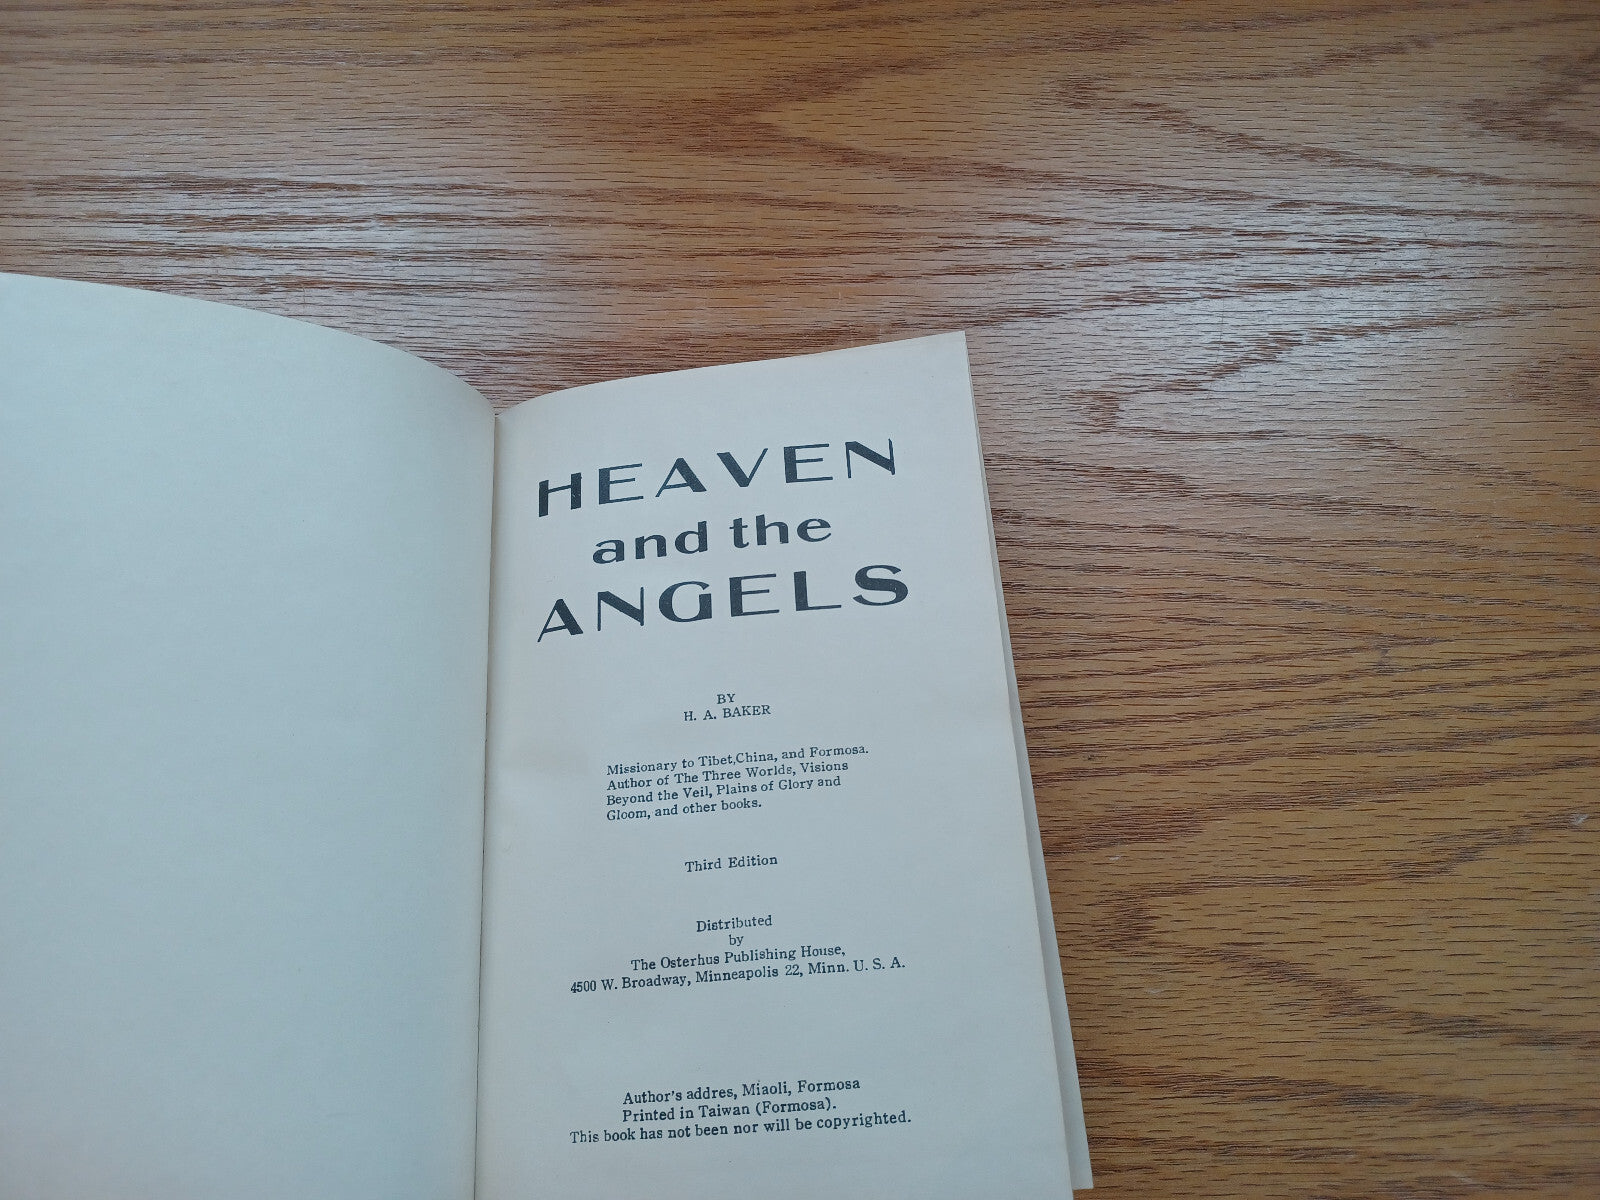 HEAVEN
and the
ANGELS
BY
H. A. BAKER
Missionary to Tibet,China, and Formosa.
Author of The Three Worlds, Visions
Beyond the Veil, Plains of Glory and
Gloom, and other books.
Third Edition
Distributed
by
The Osterhus Publishing House,
4500 W. Broadway, Minneapolis 22, Minn. U. S. A.
Author's addres, Miaoli, Formosa
Printed in Taiwan (Formosa).
This book has not been nor will be copyrighted.